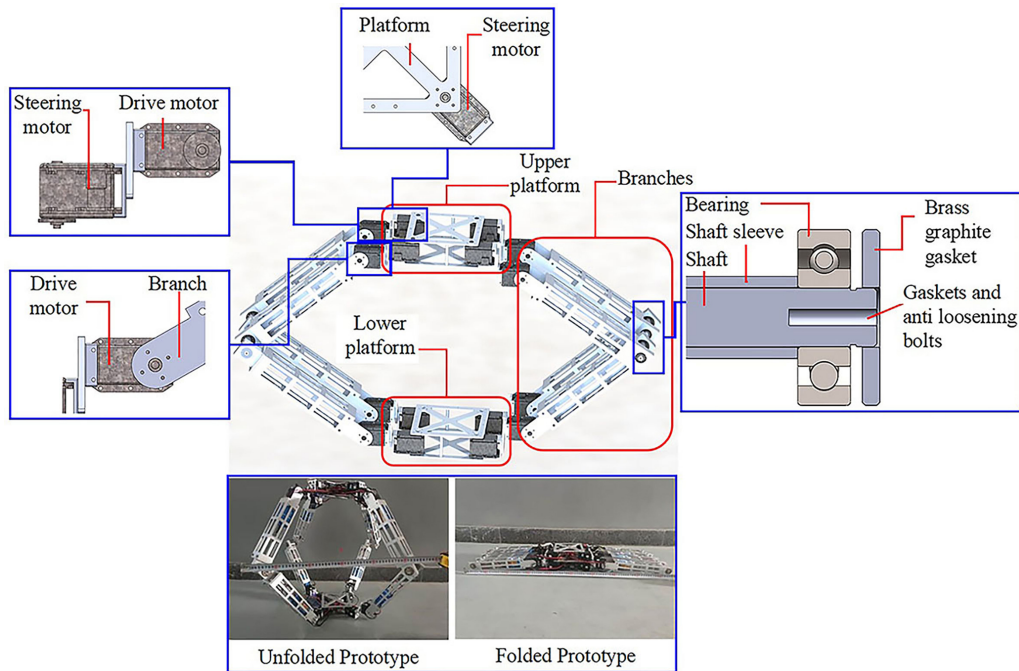 Platform
Steering
motor
Steering
motor
Drive motor
Upper
platform
Branches
Bearing
Shaft sleeve
Shaft
Brass
graphite
gasket
Gaskets and
anti loosening
bolts
Drive
motor
Branch
Lower
platform
Unfolded Prototype
Folded Prototype